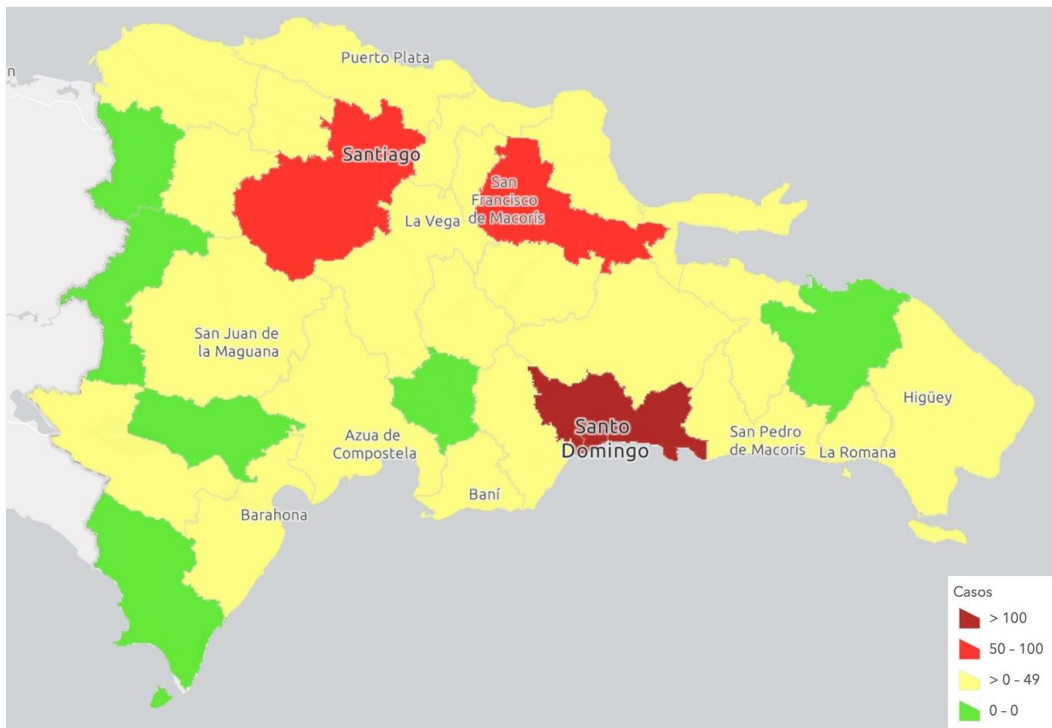 n
Puerto Plata
Santiago
San
Francisco
de Macorís
La Vega
San Juan de
la Maguana
Higüey
Santo
Domingo
San Pedro
de Macoris
La Romana
Azua de
Compostela
Baní
Barahona
Casos
> 100
50 - 100
> 0 - 49
0 - 0